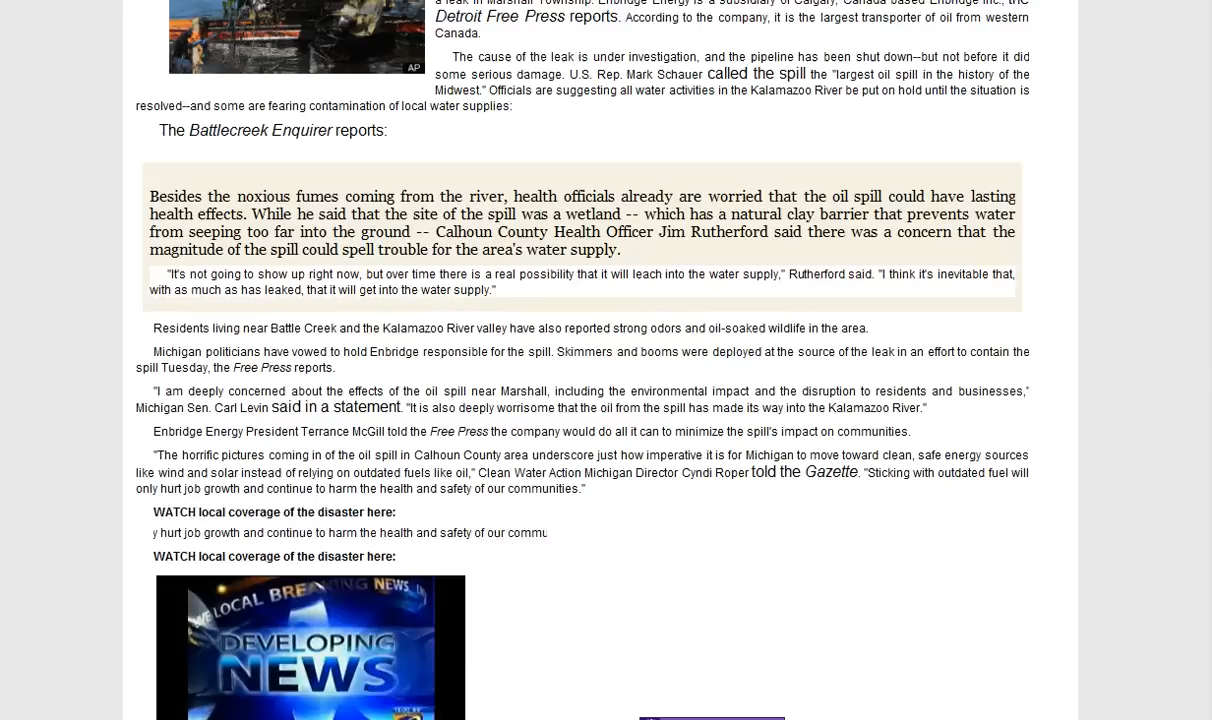 a leak in Marshall Township. Enbridge Energy is a subsidiary of Calgary, Canada based Enbridge Inc., the
Detroit Free Press reports. According to the company, it is the largest transporter of oil from western
Canada.
AP
The cause of the leak is under investigation, and the pipeline has been shut down--but not before it did
some serious damage. U.S. Rep. Mark Schauer called the spill the "largest oil spill in the history of the
Midwest." Officials are suggesting all water activities in the Kalamazoo River be put on hold until the situation is
resolved--and some are fearing contamination of local water supplies:
The Battlecreek Enquirer reports:
Besides the noxious fumes coming from the river, health officials already are worried that the oil spill could have lasting
health effects. While he said that the site of the spill was a wetland -- which has a natural clay barrier that prevents water
from seeping too far into the ground -- Calhoun County Health Officer Jim Rutherford said there was a concern that the
magnitude of the spill could spell trouble for the area's water supply.
"It's not going to show up right now, but over time there is a real possibility that it will leach into the water supply," Rutherford said. "I think it's inevitable that,
with as much as has leaked, that it will get into the water supply."
Residents living near Battle Creek and the Kalamazoo River valley have also reported strong odors and oil-soaked wildlife in the area.
Michigan politicians have vowed to hold Enbridge responsible for the spill. Skimmers and booms were deployed at the source of the leak in an effort to contain the
spill Tuesday, the Free Press reports.
"I am deeply concerned about the effects of the oil spill near Marshall, including the environmental impact and the disruption to residents and businesses,"
Michigan Sen. Carl Levin said in a statement. "It is also deeply worrisome that the oil from the spill has made its way into the Kalamazoo River."
Enbridge Energy President Terrance McGill told the Free Press the company would do all it can to minimize the spill's impact on communities.
"The horrific pictures coming in of the oil spill in Calhoun County area underscore just how imperative it is for Michigan to move toward clean, safe energy sources
like wind and solar instead of relying on outdated fuels like oil," Clean Water Action Michigan Director Cyndi Roper told the Gazette. "Sticking with outdated fuel will
only hurt job growth and continue to harm the health and safety of our communities."
WATCH local coverage of the disaster here:
y hurt job growth and continue to harm the health and safety of our commu
WATCH local coverage of the disaster here:
LOCAL BREAKING NEWS
DEVELOPING
NEWS